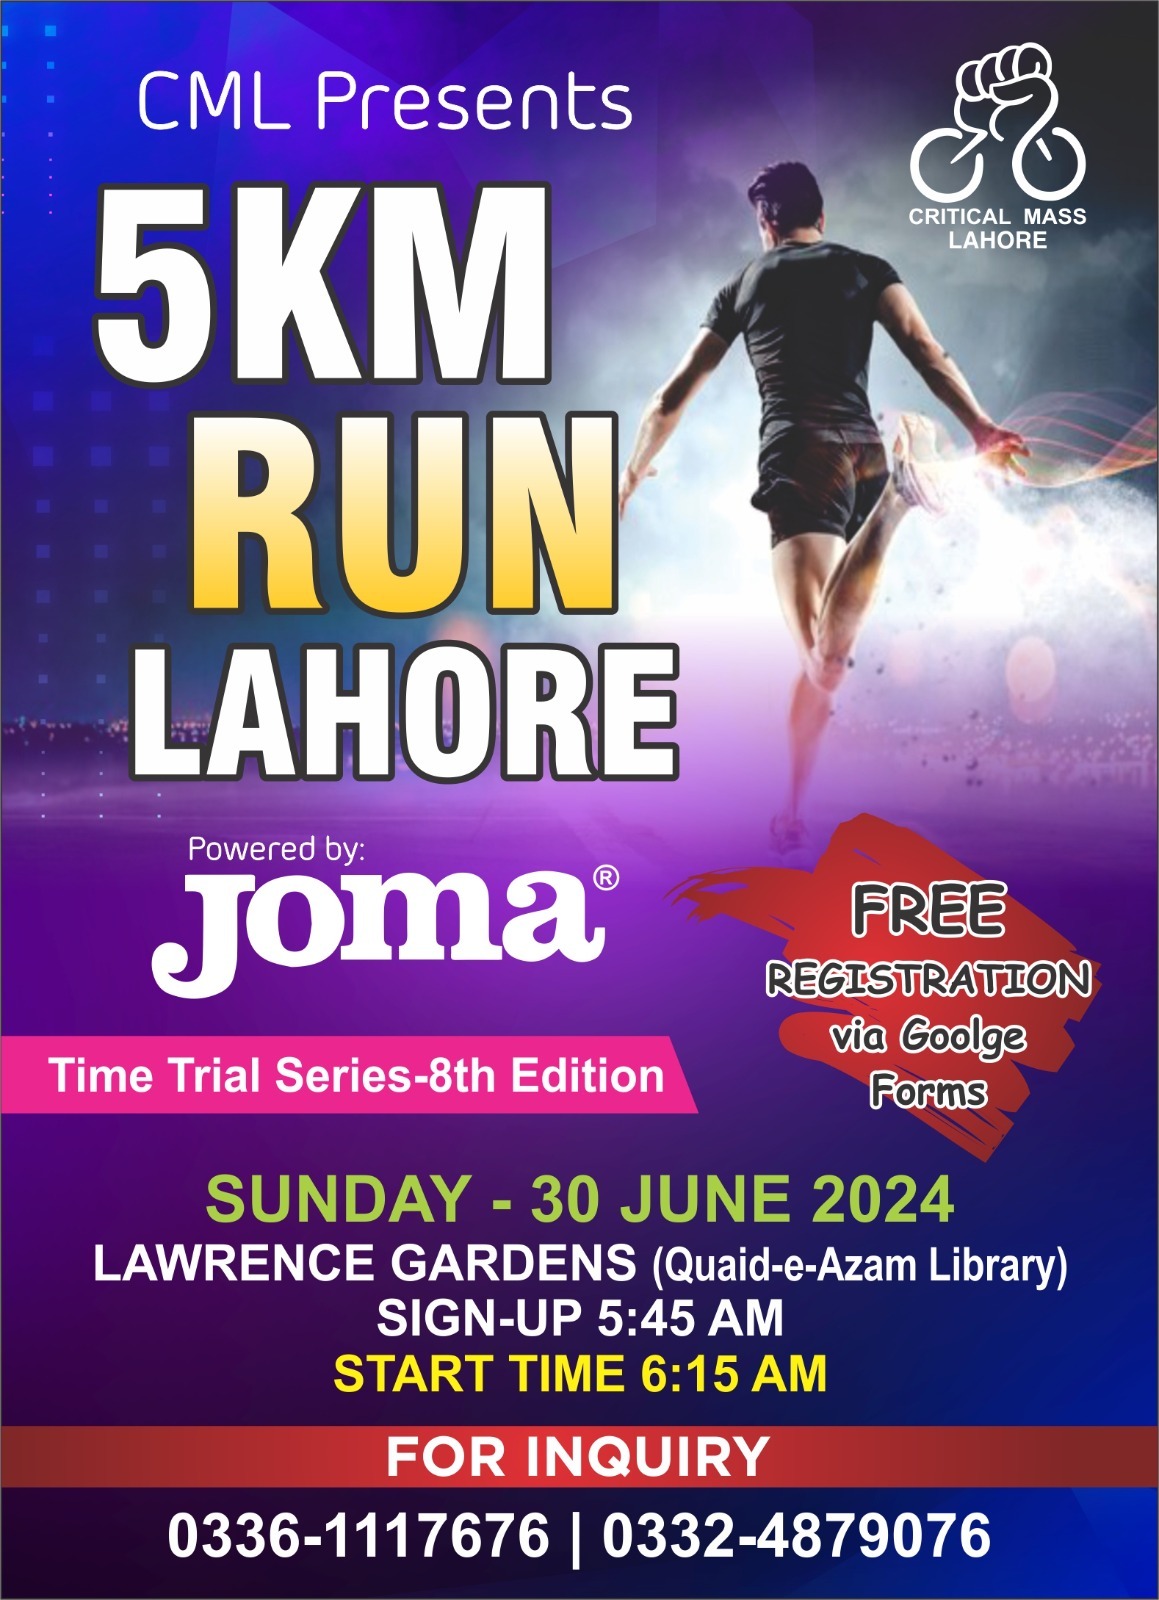 CML Presents
CRITICAL MASS
LAHORE
5KM
RUN
LAHORE
Powered by:
Joma®
FREE
REGISTRATION
via Goolge
Forms
Time Trial Series-8th Edition
SUNDAY - 30 JUNE 2024
LAWRENCE GARDENS (Quaid-e-Azam Library)
SIGN-UP 5:45 AM
START TIME 6:15 AM
FOR INQUIRY
0336-1117676 | 0332-4879076